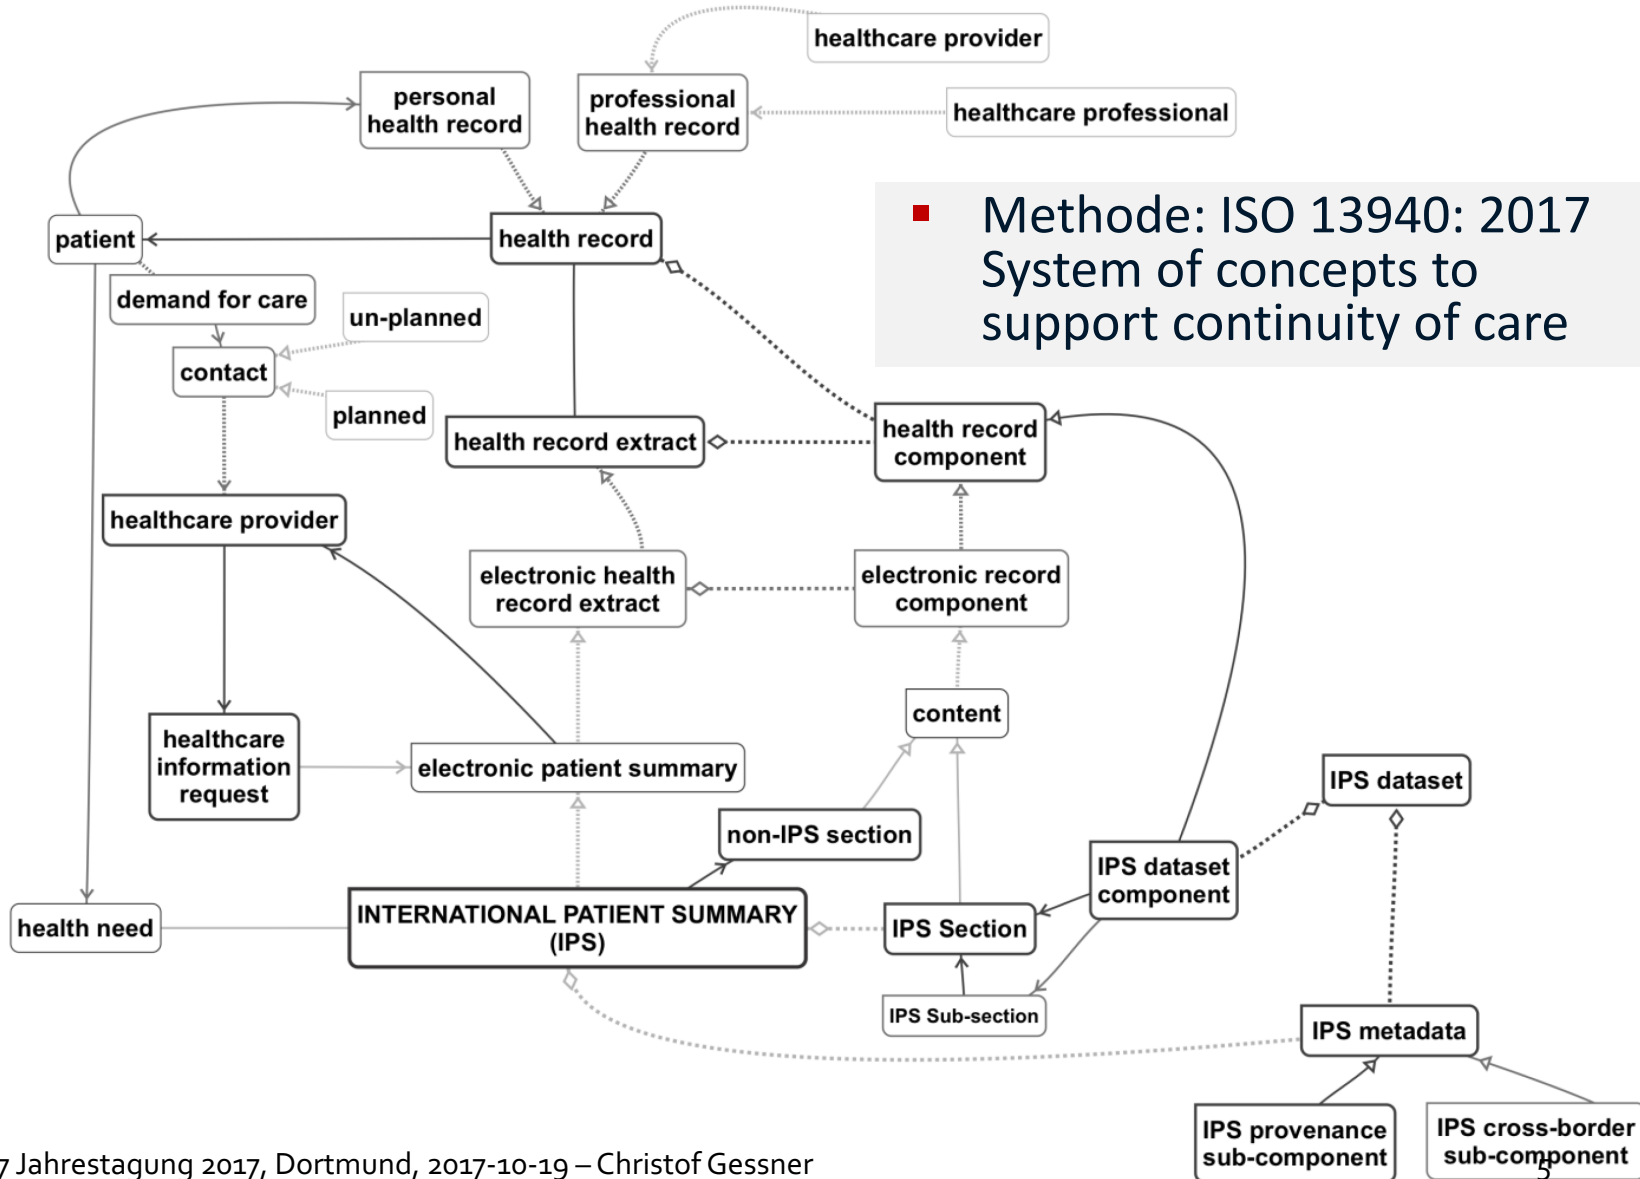 healthcare provider
personal
health record
professional
health record
healthcare professional
▪ Methode: ISO 13940: 2017
System of concepts to
support continuity of care
patient
health record
demand for care
un-planned
contact
planned
health record extract
health record
component
healthcare provider
electronic health
record extract
electronic record
component
content
healthcare
information
request
electronic patient summary
IPS dataset
non-IPS section
IPS dataset
component
INTERNATIONAL PATIENT SUMMARY
(IPS)
health need
IPS Section
IPS Sub-section
IPS metadata
IPS provenance
sub-component
IPS cross-border
sub-component
7 Jahrestagung 2017, Dortmund, 2017-10-19 – Christof Gessner
5